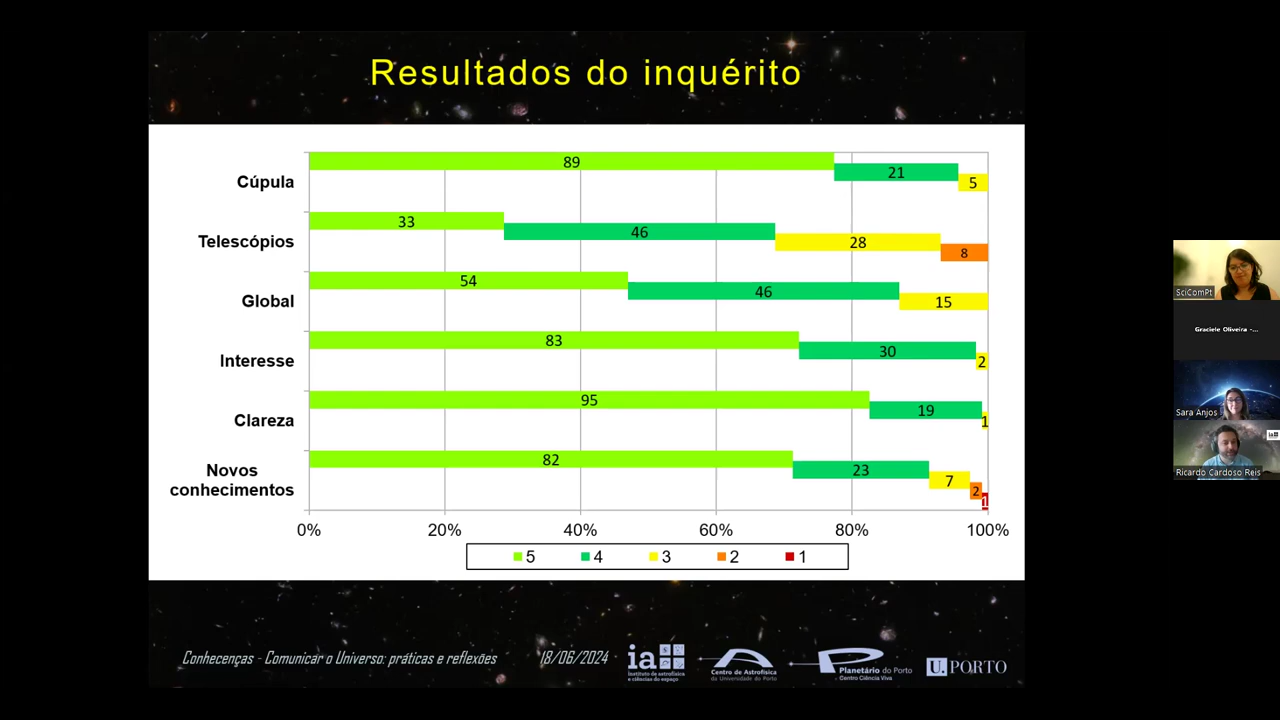 Resultados do inquérito
Cúpula
89
21
5
Telescópios
33
46
28
8
Global
54
46
15
Interesse
83
30
2
Clareza
95
19
1
Novos
conhecimentos
82
23
7
2
1
0%
20%
40%
60%
80%
100%
5
4
3
2
1
Conhecenças - Comunicar o Universo: práticas e reflexões
18/06/2024
ia
instituto de astrofísica
e ciências do espaço
Centro de Astrofísica
da Universidade do Porto
Planetário do Porto
Centro Ciência Viva
U.PORTO
SciComPt
Graciele Oliveira -...
Sara Anjos
ia
Ricardo Cardoso Reis